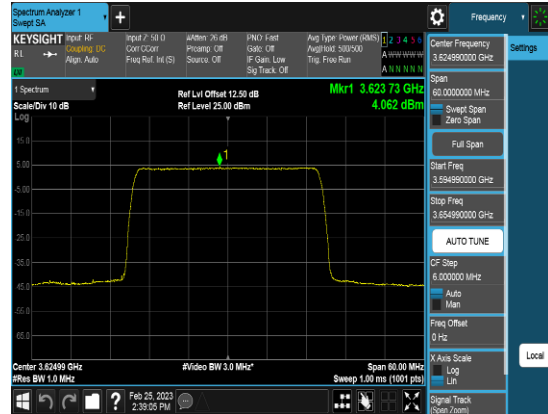 Spectrum Analyzer 1
Swept SA
Frequency
KEYSIGHT
RL
Input: RF
Coupling: DC
Align: Auto
Input Z: 50 Ω
Corr CCorr
Freq Ref: Int (S)
#Atten: 26 dB
Preamp: Off
Source: Off
PNO: Fast
Gate: Off
IF Gain: Low
Sig Track: Off
Avg Type: Power (RMS)
Avg|Hold: 500/500
Trig: Free Run
1 2 3 4 5 6
A W W W W W
A N N N N N
1 Spectrum
Scale/Div 10 dB
Log
Ref Lvl Offset 12.50 dB
Ref Level 25.00 dBm
Mkr1 3.623 73 GHz
4.062 dBm
15.0
5.00
-5.00
-15.0
-25.0
-35.0
-45.0
-55.0
-65.0
1
Center 3.62499 GHz
#Res BW 1.0 MHz
#Video BW 3.0 MHz*
Span 60.00 MHz
Sweep 1.00 ms (1001 pts)
Feb 25, 2023
2:39:05 PM
Center Frequency
3.624990000 GHz
Settings
Span
60.0000000 MHz
Swept Span
Zero Span
Full Span
Start Freq
3.594990000 GHz
Stop Freq
3.654990000 GHz
AUTO TUNE
CF Step
6.000000 MHz
Auto
Man
Freq Offset
0 Hz
X Axis Scale
Log
Lin
Local
Signal Track
(Span Zoom)